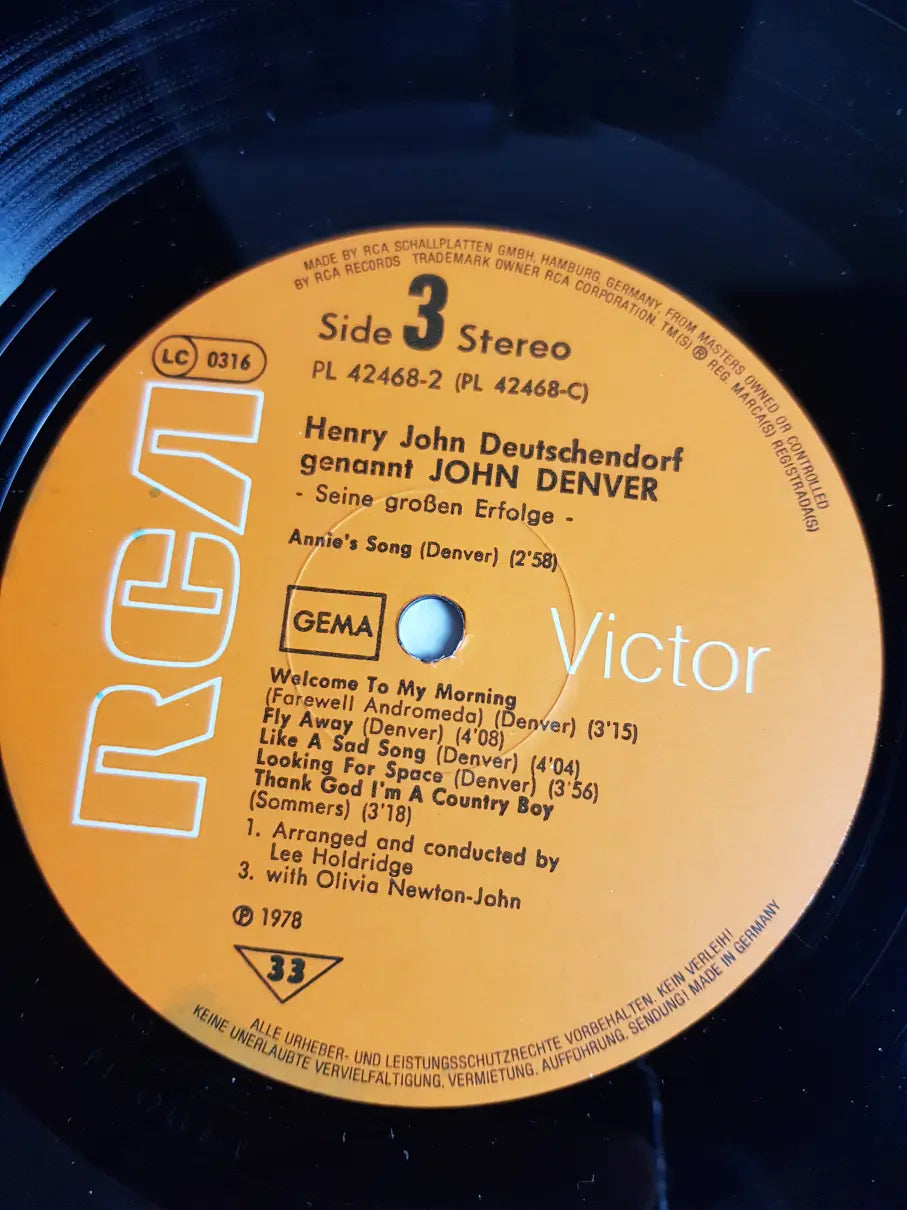 MADE BY RCA SCHALLPLATTEN GMBH, HAMBURG, GERMANY, FROM MASTERS OWNED OR CONTROLLED
BY RCA RECORDS TRADEMARK OWNER RCA CORPORATION. TM(S) ® REG. MARCA(S) REGISTRADA(S)
Side 3 Stereo
LC 0316
PL 42468-2 (PL 42468-C)
Henry John Deutschendorf
genannt JOHN DENVER
- Seine großen Erfolge -
Annie's Song (Denver) (2'58)
GEMA
RCA
Victor
Welcome To My Morning
(Farewell Andromeda) (Denver) (3'15)
Fly Away (Denver) (4'08)
Like A Sad Song (Denver) (4'04)
Looking For Space (Denver) (3'56)
Thank God I'm A Country Boy
(Sommers) (3'18)
1. Arranged and conducted by
Lee Holdridge
3. with Olivia Newton-John
℗ 1978
33
ALLE URHEBER- UND LEISTUNGSSCHUTZRECHTE VORBEHALTEN. KEIN VERLEIH!
KEINE UNERLAUBTE VERVIELFÄLTIGUNG, VERMIETUNG, AUFFÜHRUNG, SENDUNG! MADE IN GERMANY